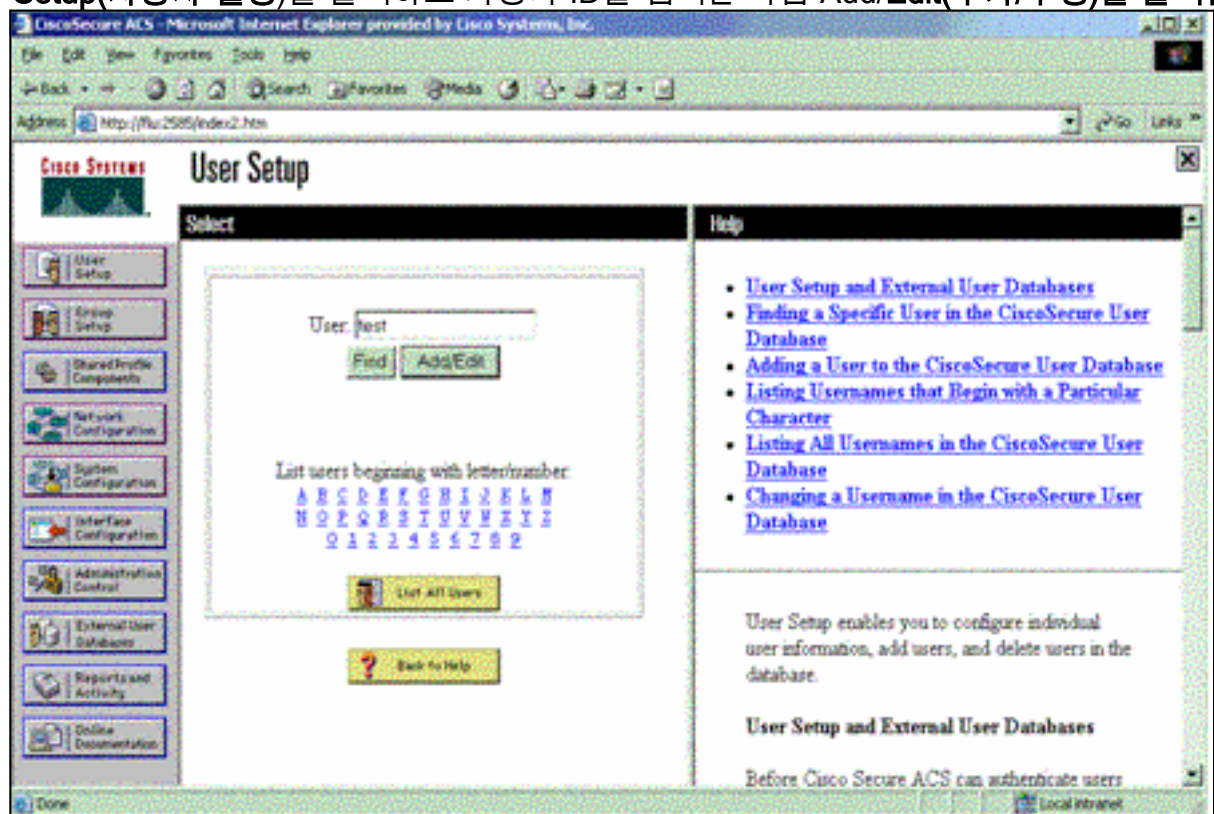 CiscoSecure ACS - Microsoft Internet Explorer provided by Cisco Systems, Inc.
File Edit View Favorites Tools Help
Back Search Favorites Media
Address http://flu:2585/index2.htm Go Links »
CISCO SYSTEMS
User Setup
Select
User Setup
Group Setup
Shared Profile Components
Network Configuration
System Configuration
Interface Configuration
Administration Control
External User Databases
Reports and Activity
Online Documentation
User: test
Find Add/Edit
List users beginning with letter/number:
A B C D E F G H I J K L M
N O P Q R S T U V W X Y Z
0 1 2 3 4 5 6 7 8 9
List All Users
Back to Help
Help
• User Setup and External User Databases
• Finding a Specific User in the CiscoSecure User
Database
• Adding a User to the CiscoSecure User Database
• Listing Usernames that Begin with a Particular
Character
• Listing All Usernames in the CiscoSecure User
Database
• Changing a Username in the CiscoSecure User
Database
User Setup enables you to configure individual
user information, add users, and delete users in the
database.
User Setup and External User Databases
Before Cisco Secure ACS can authenticate users
Done
Local intranet